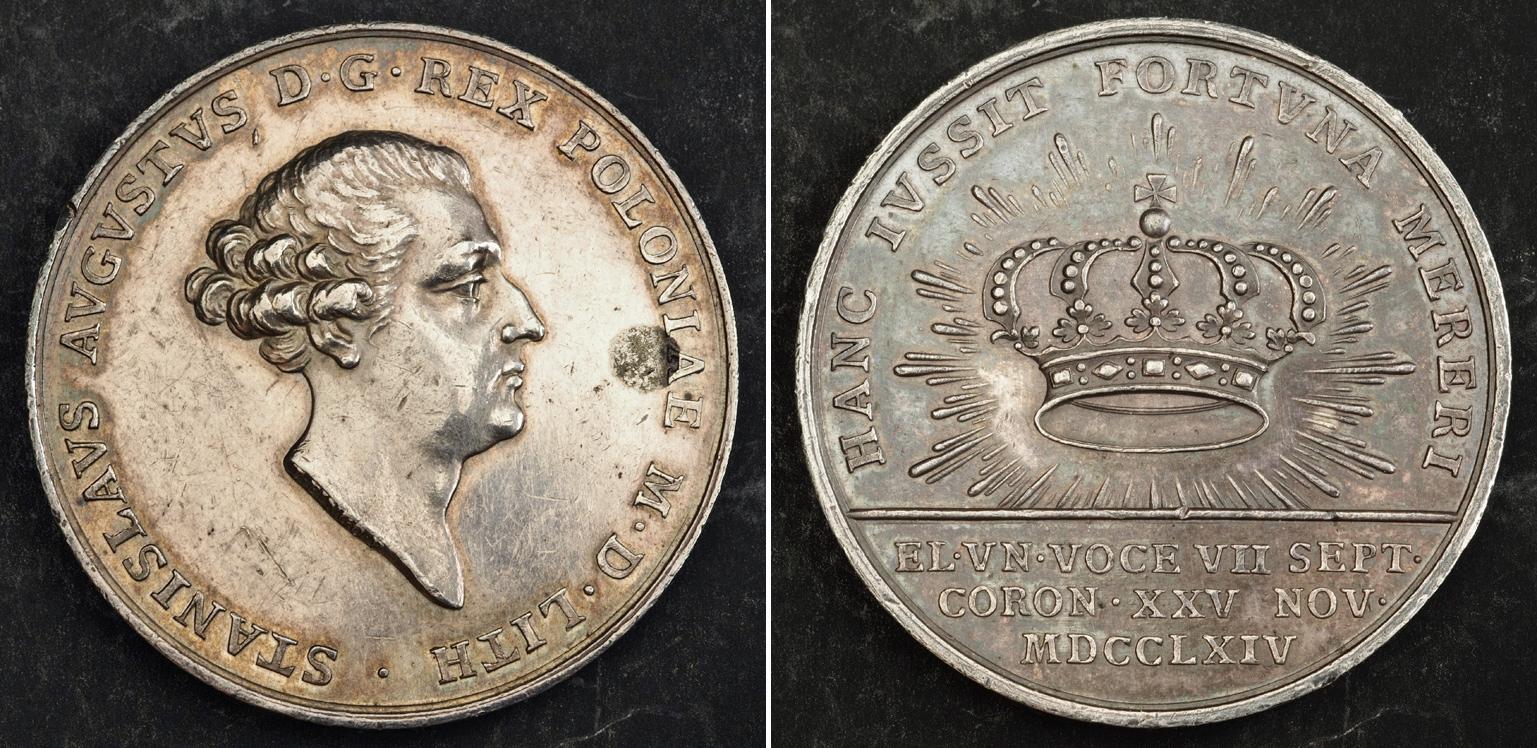 STANISLAVS AVGVSTVS D·G· REX POLONIAE M·D·LITH·
HANC IVSSIT FORTVNA MERERI
EL·VN·VOCE VII SEPT·
CORON· XXV NOV·
MDCCLXIV